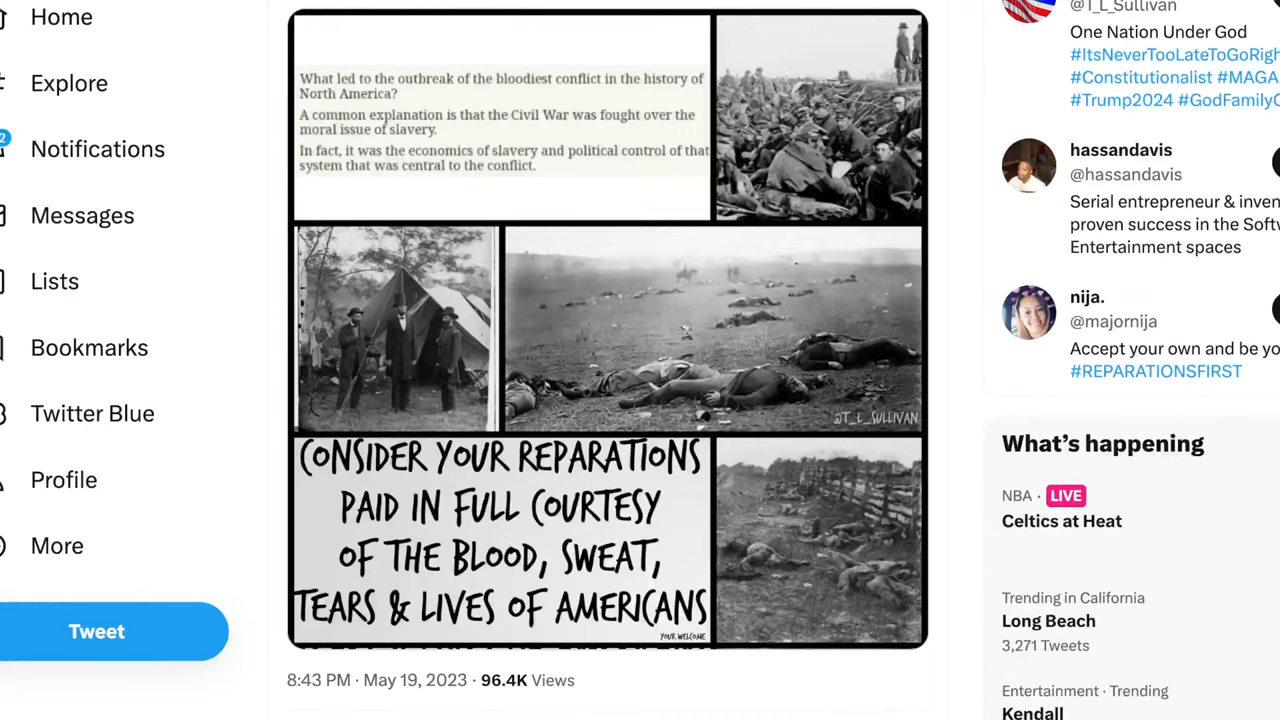 Home
Explore
2
Notifications
Messages
Lists
Bookmarks
Twitter Blue
Profile
More
Tweet
What led to the outbreak of the bloodiest conflict in the history of
North America?
A common explanation is that the Civil War was fought over the
moral issue of slavery.
In fact, it was the economics of slavery and political control of that
system that was central to the conflict.
@T_L_SULLIVAN
CONSIDER YOUR REPARATIONS
PAID IN FULL COURTESY
OF THE BLOOD, SWEAT,
TEARS & LIVES OF AMERICANS
YOUR WELCOME
8:43 PM · May 19, 2023 · 96.4K Views
@T_L_Sullivan
One Nation Under God
#ItsNeverTooLateToGoRigh
#Constitutionalist #MAGA
#Trump2024 #GodFamilyC
hassandavis
@hassandavis
Serial entrepreneur & inven
proven success in the Softw
Entertainment spaces
nija.
@majornija
Accept your own and be yo
#REPARATIONSFIRST
What's happening
NBA · LIVE
Celtics at Heat
Trending in California
Long Beach
3,271 Tweets
Entertainment · Trending
Kendall